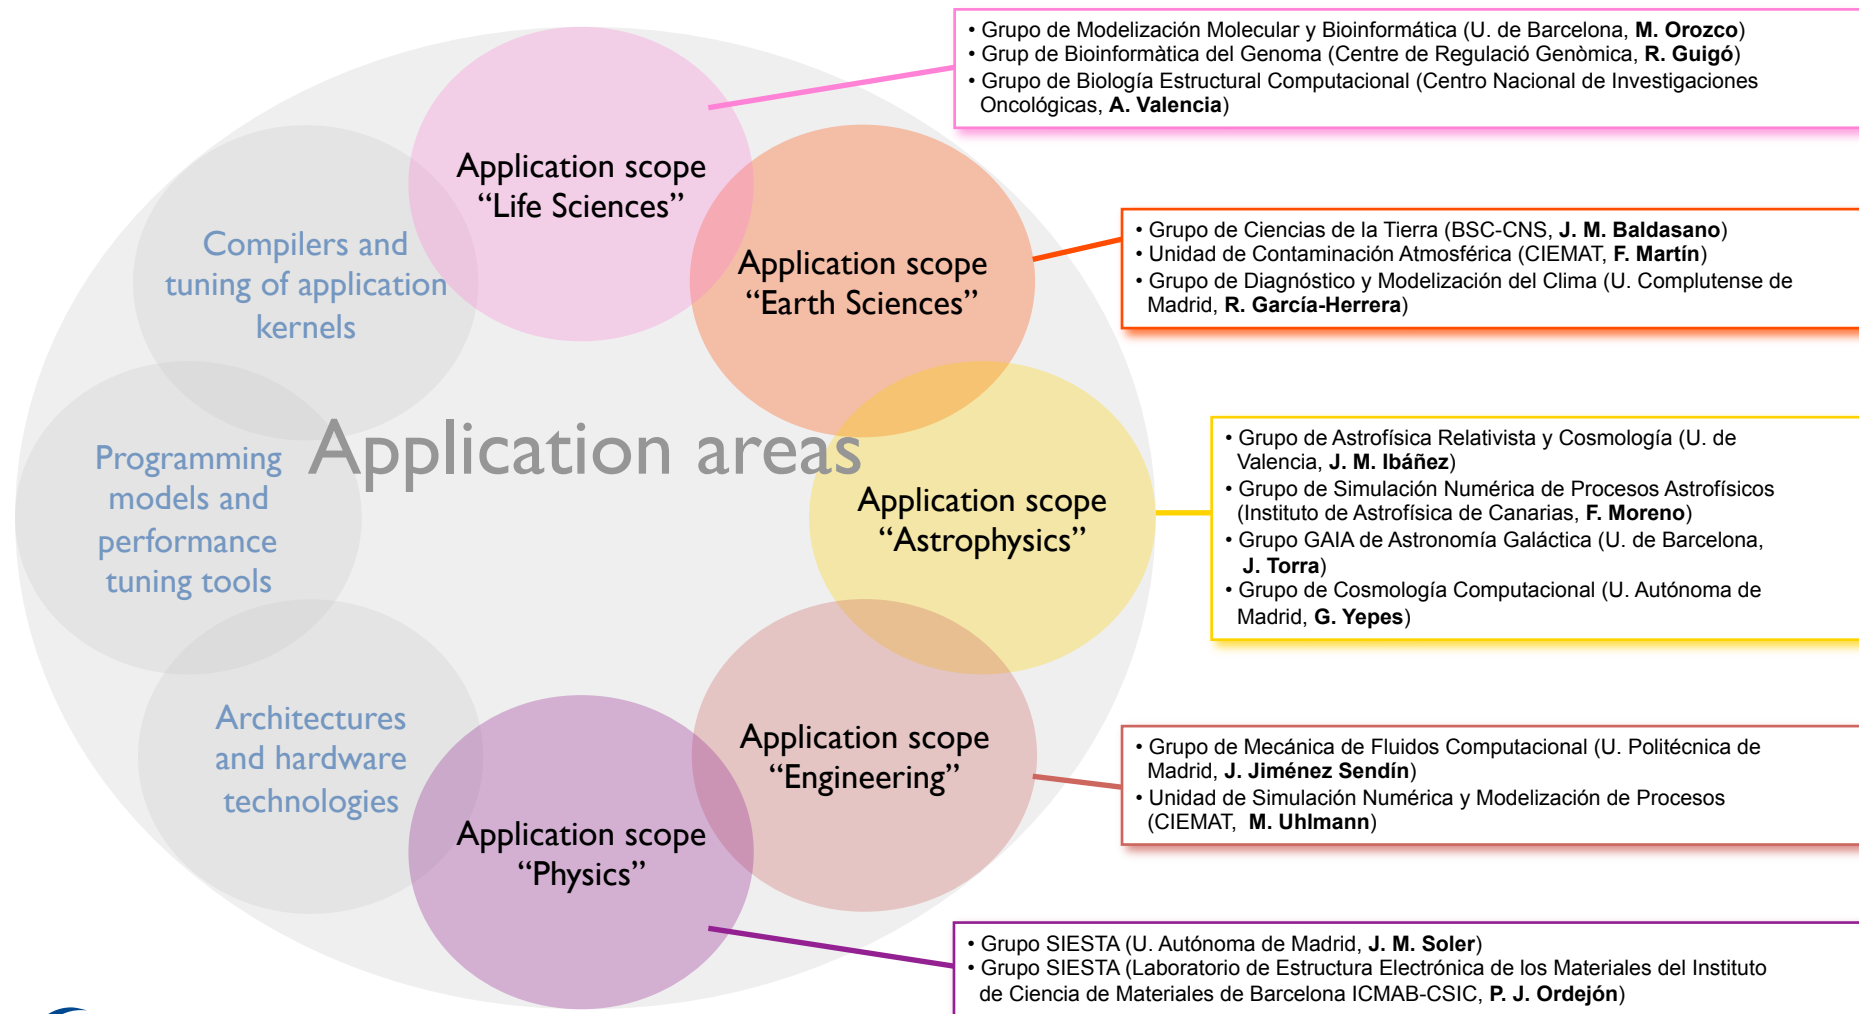 • Grupo de Modelización Molecular y Bioinformática (U. de Barcelona, M. Orozco)
• Grup de Bioinformàtica del Genoma (Centre de Regulació Genòmica, R. Guigó)
• Grupo de Biología Estructural Computacional (Centro Nacional de Investigaciones
Oncológicas, A. Valencia)
Application scope
“Life Sciences”
Compilers and
tuning of application
kernels
Application scope
“Earth Sciences”
• Grupo de Ciencias de la Tierra (BSC-CNS, J. M. Baldasano)
• Unidad de Contaminación Atmosférica (CIEMAT, F. Martín)
• Grupo de Diagnóstico y Modelización del Clima (U. Complutense de
Madrid, R. García-Herrera)
Application areas
Programming
models and
performance
tuning tools
Application scope
“Astrophysics”
• Grupo de Astrofísica Relativista y Cosmología (U. de
Valencia, J. M. Ibáñez)
• Grupo de Simulación Numérica de Procesos Astrofísicos
(Instituto de Astrofísica de Canarias, F. Moreno)
• Grupo GAIA de Astronomía Galáctica (U. de Barcelona,
J. Torra)
• Grupo de Cosmología Computacional (U. Autónoma de
Madrid, G. Yepes)
Architectures
and hardware
technologies
Application scope
“Engineering”
• Grupo de Mecánica de Fluidos Computacional (U. Politécnica de
Madrid, J. Jiménez Sendín)
• Unidad de Simulación Numérica y Modelización de Procesos
(CIEMAT, M. Uhlmann)
Application scope
“Physics”
• Grupo SIESTA (U. Autónoma de Madrid, J. M. Soler)
• Grupo SIESTA (Laboratorio de Estructura Electrónica de los Materiales del Instituto
de Ciencia de Materiales de Barcelona ICMAB-CSIC, P. J. Ordejón)